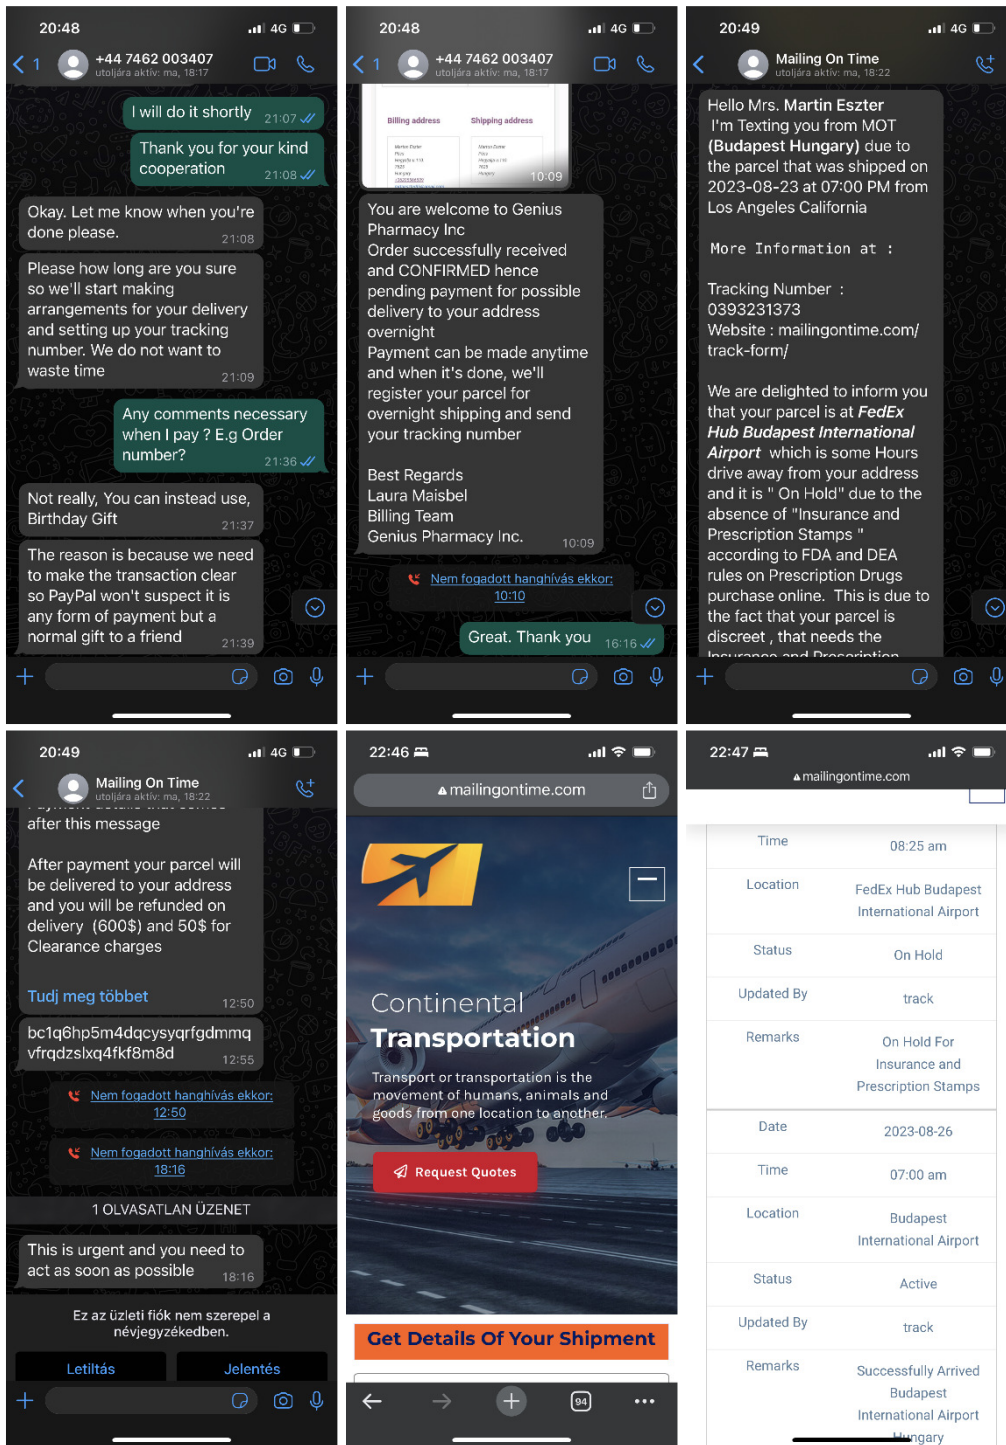 20:48
4G
1
+44 7462 003407
utoljára aktív: ma, 18:17
I will do it shortly 21:07
Thank you for your kind
cooperation
21:08
Okay. Let me know when you're
done please.
21:08
Please how long are you sure
so we'll start making
arrangements for your delivery
and setting up your tracking
number. We do not want to
waste time
21:09
Any comments necessary
when I pay ? E.g Order
number?
21:36
Not really, You can instead use,
Birthday Gift
21:37
The reason is because we need
to make the transaction clear
so PayPal won't suspect it is
any form of payment but a
normal gift to a friend
21:39
20:48
4G
1
+44 7462 003407
utoljára aktív: ma, 18:17
Billing address
Shipping address
Martin Eszter
Pécs
7625
Hungary
Martin Eszter
Pécs
7625
Hungary
10:09
You are welcome to Genius
Pharmacy Inc
Order successfully received
and CONFIRMED hence
pending payment for possible
delivery to your address
overnight
Payment can be made anytime
and when it's done, we'll
register your parcel for
overnight shipping and send
your tracking number
Best Regards
Laura Maisbel
Billing Team
Genius Pharmacy Inc.
10:09
Nem fogadott hanghívás ekkor:
10:10
Great. Thank you 16:16
20:49
4G
Mailing On Time
utoljára aktív: ma, 18:22
Hello Mrs. Martin Eszter
I'm Texting you from MOT
(Budapest Hungary) due to
the parcel that was shipped on
2023-08-23 at 07:00 PM from
Los Angeles California
More Information at :
Tracking Number :
0393231373
Website : mailingontime.com/
track-form/
We are delighted to inform you
that your parcel is at FedEx
Hub Budapest International
Airport which is some Hours
drive away from your address
and it is " On Hold" due to the
absence of "Insurance and
Prescription Stamps "
according to FDA and DEA
rules on Prescription Drugs
purchase online. This is due to
the fact that your parcel is
discreet , that needs the
Insurance and Prescription
20:49
4G
Mailing On Time
utoljára aktív: ma, 18:22
after this message
After payment your parcel will
be delivered to your address
and you will be refunded on
delivery (600$) and 50$ for
Clearance charges
Tudj meg többet
12:50
bc1q6hp5m4dqcysyqrfgdmmq
vfrqdzslxq4fkf8m8d
12:55
Nem fogadott hanghívás ekkor:
12:50
Nem fogadott hanghívás ekkor:
18:16
1 OLVASATLAN ÜZENET
This is urgent and you need to
act as soon as possible
18:16
Ez az üzleti fiók nem szerepel a
névjegyzékedben.
Letiltás
Jelentés
22:46
mailingontime.com
Continental
Transportation
Transport or transportation is the
movement of humans, animals and
goods from one location to another.
Request Quotes
Get Details Of Your Shipment
94
22:47
mailingontime.com
Time
08:25 am
Location
FedEx Hub Budapest
International Airport
Status
On Hold
Updated By
track
Remarks
On Hold For
Insurance and
Prescription Stamps
Date
2023-08-26
Time
07:00 am
Location
Budapest
International Airport
Status
Active
Updated By
track
Remarks
Successfully Arrived
Budapest
International Airport
Hungary